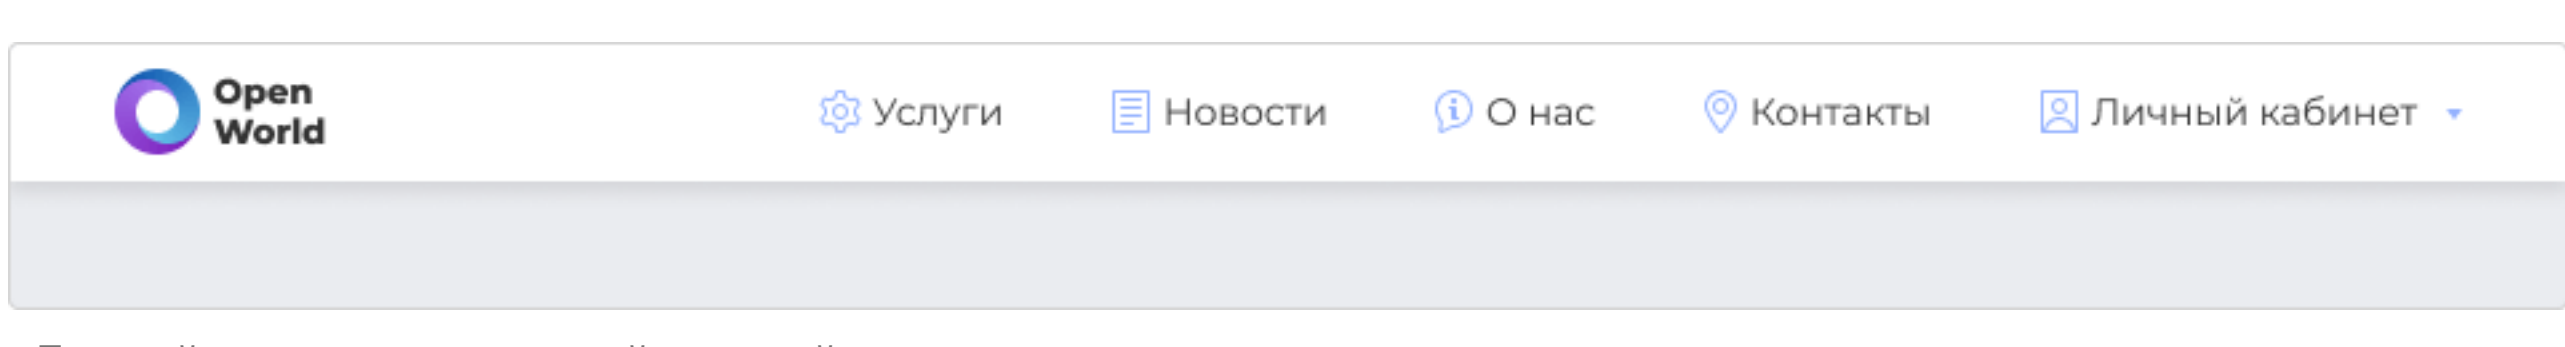 Open
World
Услуги
Новости
О нас
Контакты
Личный кабинет